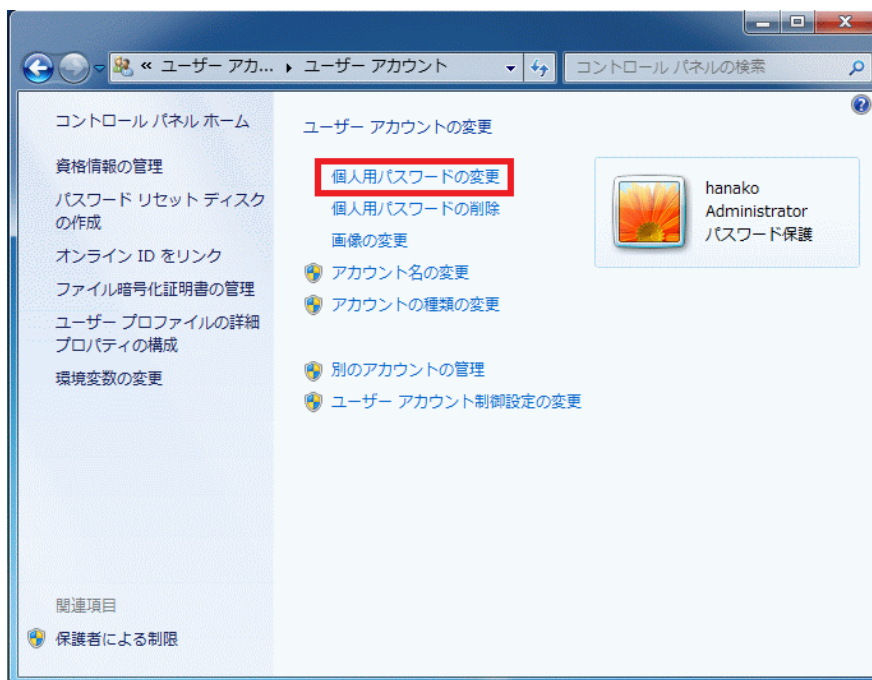 « ユーザー アカ... ▸ ユーザー アカウント
コントロール パネルの検索
コントロール パネル ホーム
資格情報の管理
パスワード リセット ディスク
の作成
オンライン ID をリンク
ファイル暗号化証明書の管理
ユーザー プロファイルの詳細
プロパティの構成
環境変数の変更
関連項目
保護者による制限
ユーザー アカウントの変更
個人用パスワードの変更
個人用パスワードの削除
画像の変更
アカウント名の変更
アカウントの種類の変更
別のアカウントの管理
ユーザー アカウント制御設定の変更
hanako
Administrator
パスワード保護